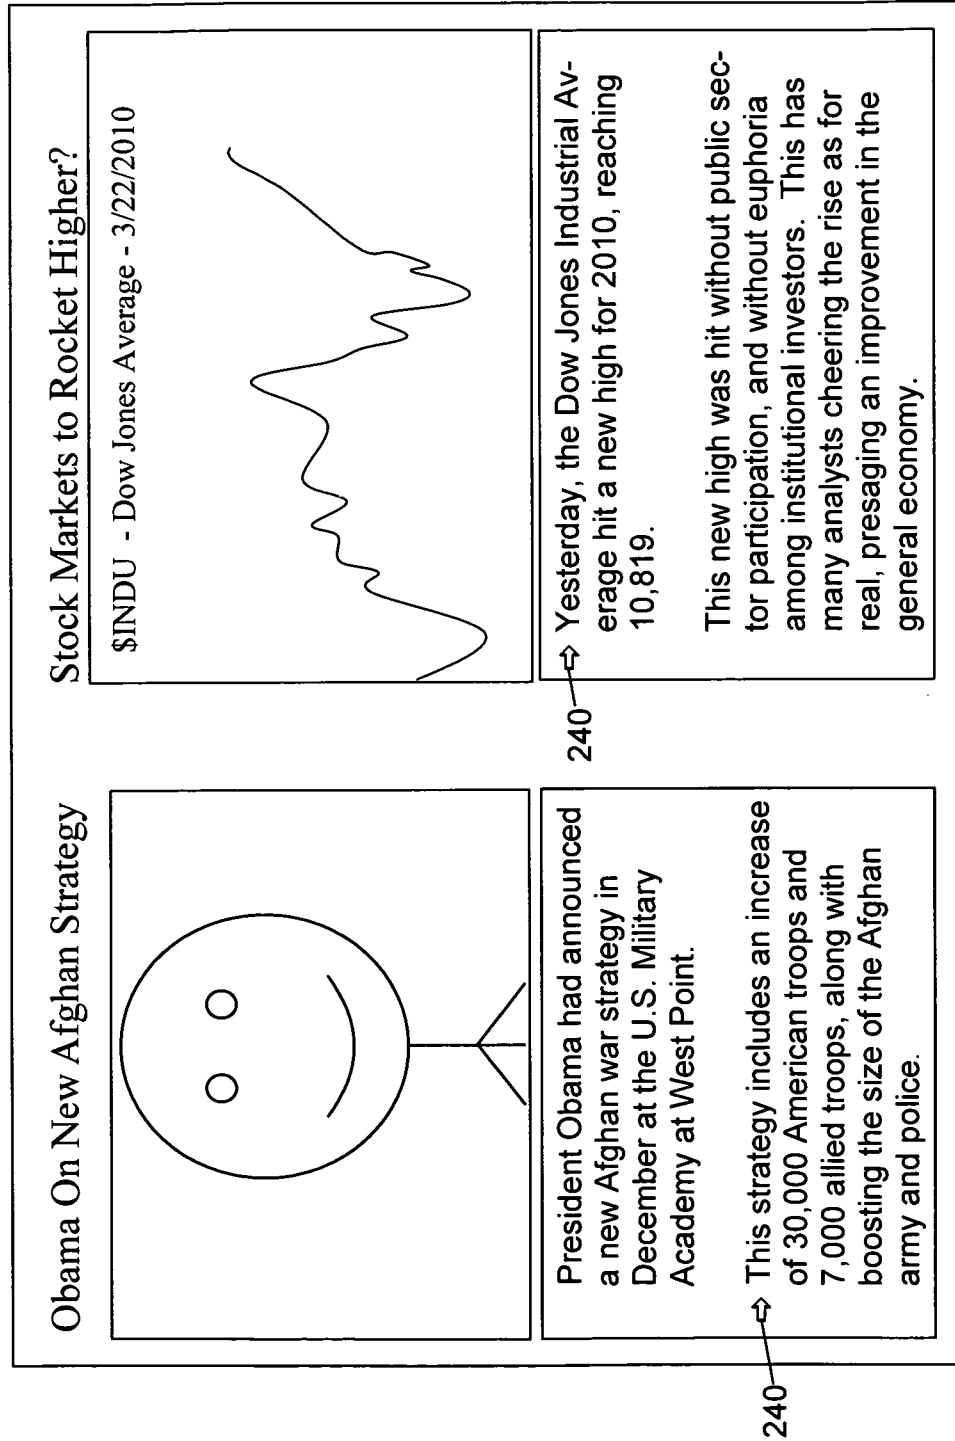 Obama On New Afghan Strategy
President Obama had announced
a new Afghan war strategy in
December at the U.S. Military
Academy at West Point.
This strategy includes an increase
of 30,000 American troops and
7,000 allied troops, along with
boosting the size of the Afghan
army and police.
240
Stock Markets to Rocket Higher?
$INDU - Dow Jones Average - 3/22/2010
Yesterday, the Dow Jones Industrial Av-
erage hit a new high for 2010, reaching
10,819.
This new high was hit without public sec-
tor participation, and without euphoria
among institutional investors. This has
many analysts cheering the rise as for
real, presaging an improvement in the
general economy.
240